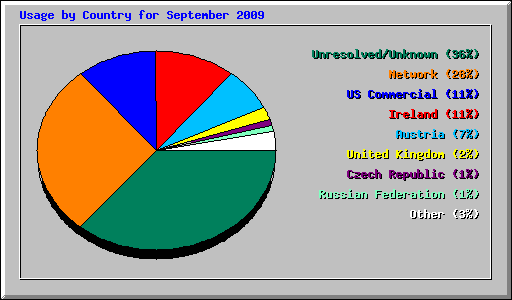 Usage by Country for September 2009
Unresolved/Unknown (36%)
Network (28%)
US Commercial (11%)
Ireland (11%)
Austria (7%)
United Kingdom (2%)
Czech Republic (1%)
Russian Federation (1%)
Other (3%)